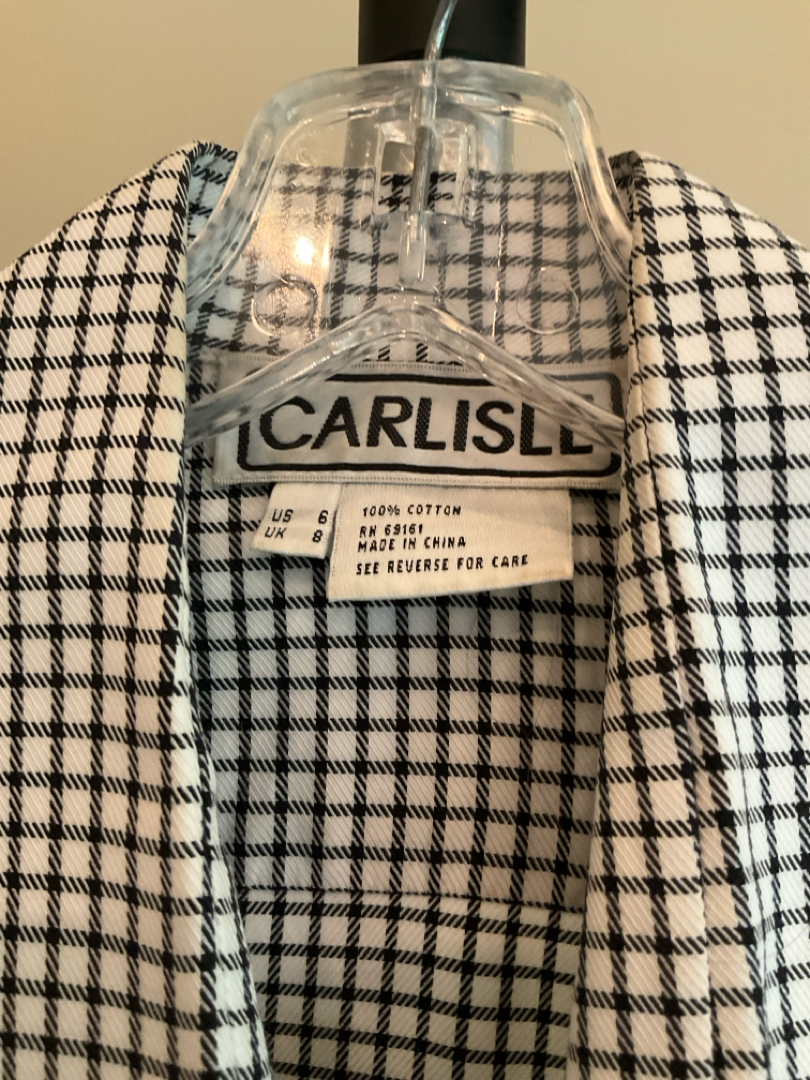 CARLISLE
US 6
UK 8
100% COTTON
RN 69161
MADE IN CHINA
SEE REVERSE FOR CARE